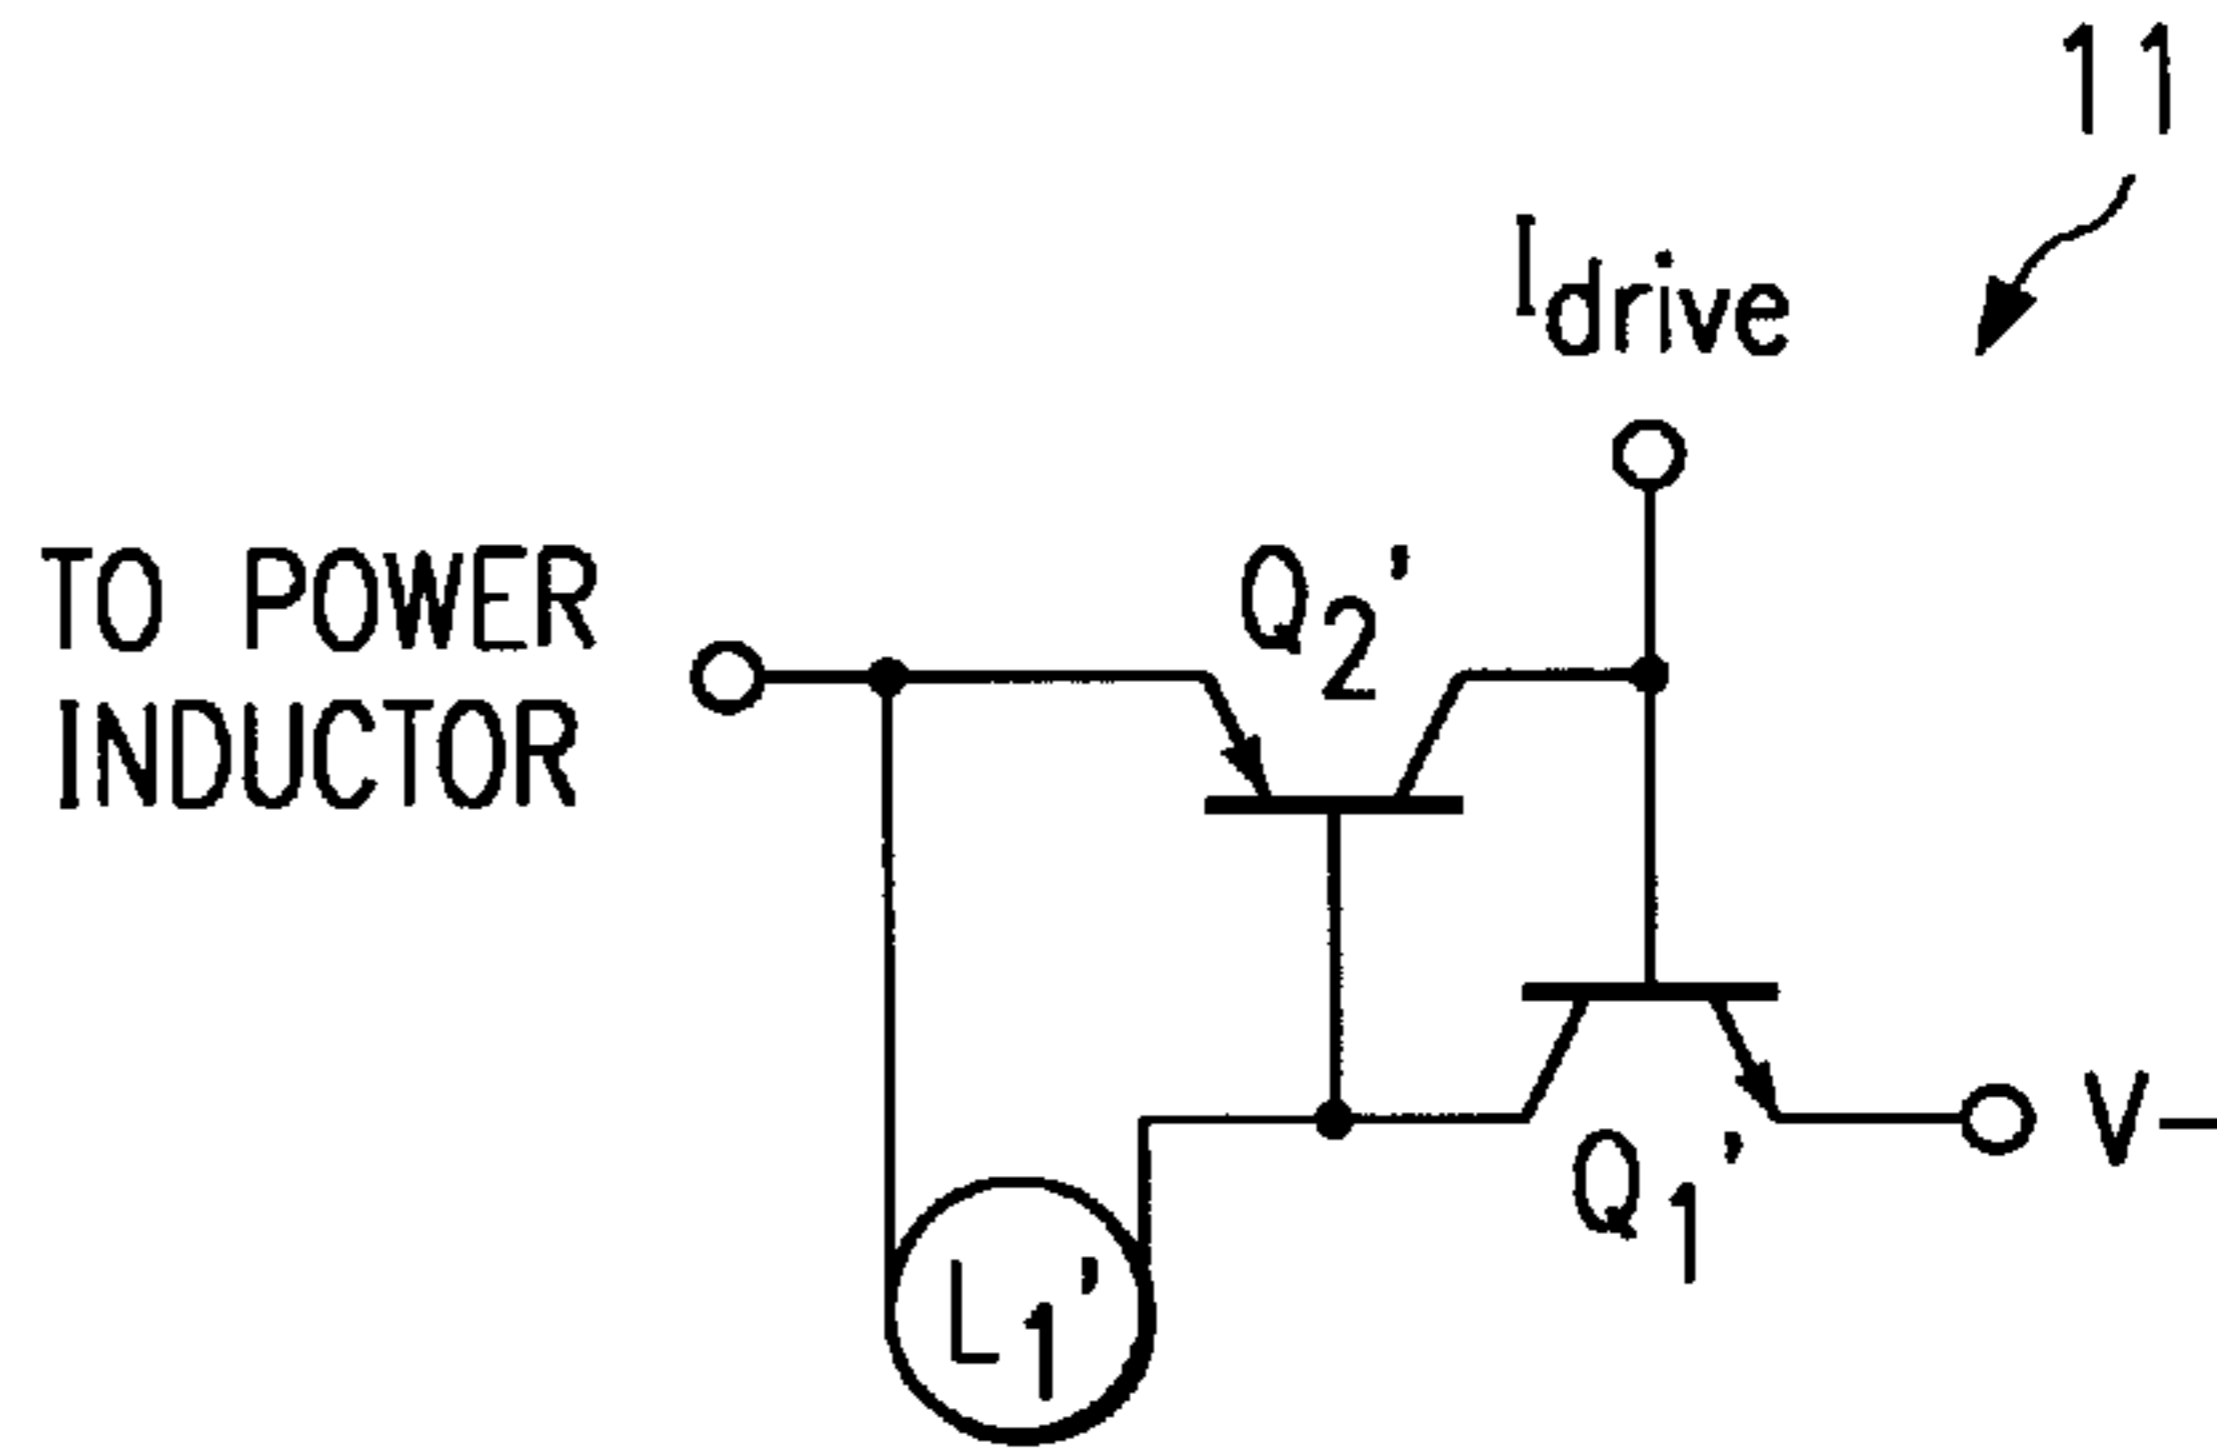 11
Idrive
TO POWER
INDUCTOR
Q2'
V-
Q1'
L1'